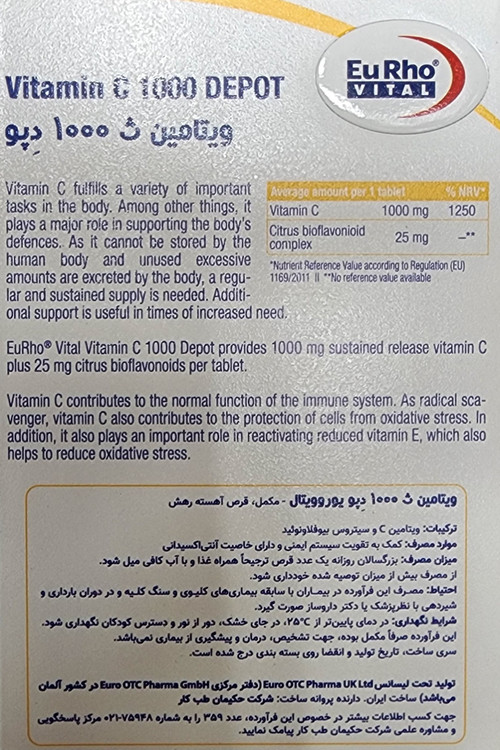 EuRho®
VITAL
Vitamin C 1000 DEPOT
ویتامین ث ۱۰۰۰ دِپو
Vitamin C fulfills a variety of important
tasks in the body. Among other things, it
plays a major role in supporting the body's
defences. As it cannot be stored by the
human body and unused excessive
amounts are excreted by the body, a regu-
lar and sustained supply is needed. Additi-
onal support is useful in times of increased need.
Average amount per 1 tablet % NRV*
Vitamin C 1000 mg 1250
Citrus bioflavonioid
complex 25 mg –**
*Nutrient Reference Value according to Regulation (EU)
1169/2011 II **No reference value available
EuRho® Vital Vitamin C 1000 Depot provides 1000 mg sustained release vitamin C
plus 25 mg citrus bioflavonoids per tablet.
Vitamin C contributes to the normal function of the immune system. As radical sca-
venger, vitamin C also contributes to the protection of cells from oxidative stress. In
addition, it also plays an important role in reactivating reduced vitamin E, which also
helps to reduce oxidative stress.
ویتامین ث ۱۰۰۰ دِپو یوروویتال - مکمل، قرص آهسته رهش
ترکیبات: ویتامین C و سیتروس بیوفلاونوئید
موارد مصرف: کمک به تقویت سیستم ایمنی و دارای خاصیت آنتی‌اکسیدانی
میزان مصرف: بزرگسالان روزانه یک عدد قرص ترجیحاً همراه غذا و با آب کافی میل شود.
از مصرف بیش از میزان توصیه شده خودداری شود.
احتیاط: مصرف این فرآورده در بیماران با سابقه بیماری‌های کلیوی و سنگ کلیه و در دوران بارداری و
شیردهی با نظرپزشک یا دکتر داروساز صورت گیرد.
شرایط نگهداری: در دمای پایین‌تر از ۲۵°C، در جای خشک، دور از نور و دسترس کودکان نگهداری شود.
این فرآورده صرفاً مکمل بوده، جهت تشخیص، درمان و پیشگیری از بیماری نمی‌باشد.
سری ساخت، تاریخ تولید و انقضا روی بسته بندی درج شده است.
تولید تحت لیسانس Euro OTC Pharma UK Ltd (دفتر مرکزی Euro OTC Pharma GmbH در کشور آلمان
می‌باشد) ساخت ایران. دارنده پروانه ساخت: شرکت حکیمان طب کار
جهت کسب اطلاعات بیشتر در خصوص این فرآورده، عدد ۳۵۹ را به شماره ۷۵۹۴۸-۰۲۱ مرکز پاسخگویی
و مشاوره علمی شرکت حکیمان طب کار پیامک نمایید.